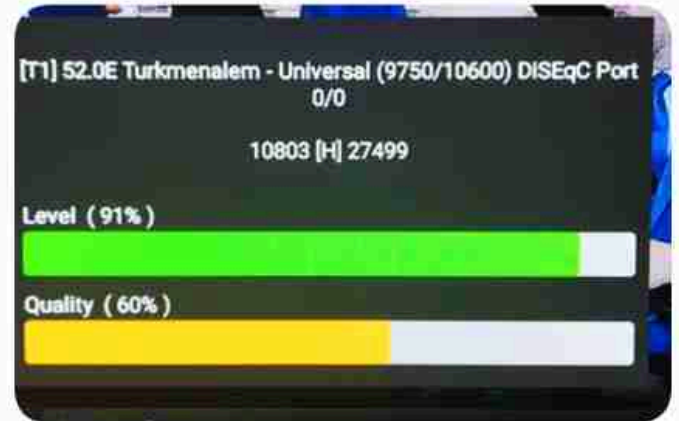 [T1] 52.0E Turkmenalem - Universal (9750/10600) DISEqC Port
0/0
10803 [H] 27499
Level ( 91% )
Quality ( 60% )